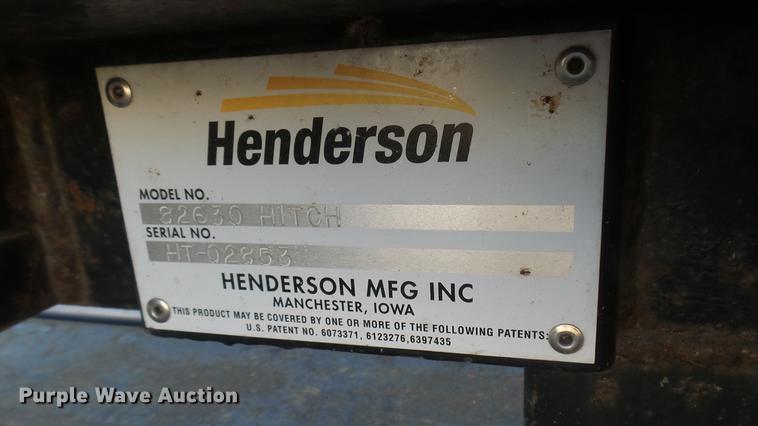 Henderson
MODEL NO.
82630 HITCH
SERIAL NO.
HT-02853
HENDERSON MFG INC
MANCHESTER, IOWA
THIS PRODUCT MAY BE COVERED BY ONE OR MORE OF THE FOLLOWING PATENTS:
U.S. PATENT NO. 6073371, 6123276,6397435
Purple Wave Auction